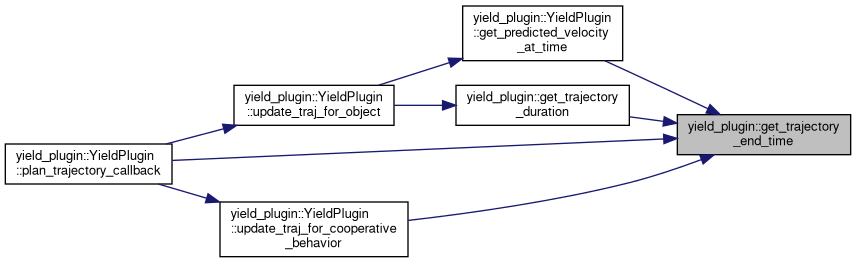 yield_plugin::YieldPlugin
::get_predicted_velocity
_at_time
yield_plugin::YieldPlugin
::update_traj_for_object
yield_plugin::get_trajectory
_duration
yield_plugin::get_trajectory
_end_time
yield_plugin::YieldPlugin
::plan_trajectory_callback
yield_plugin::YieldPlugin
::update_traj_for_cooperative
_behavior